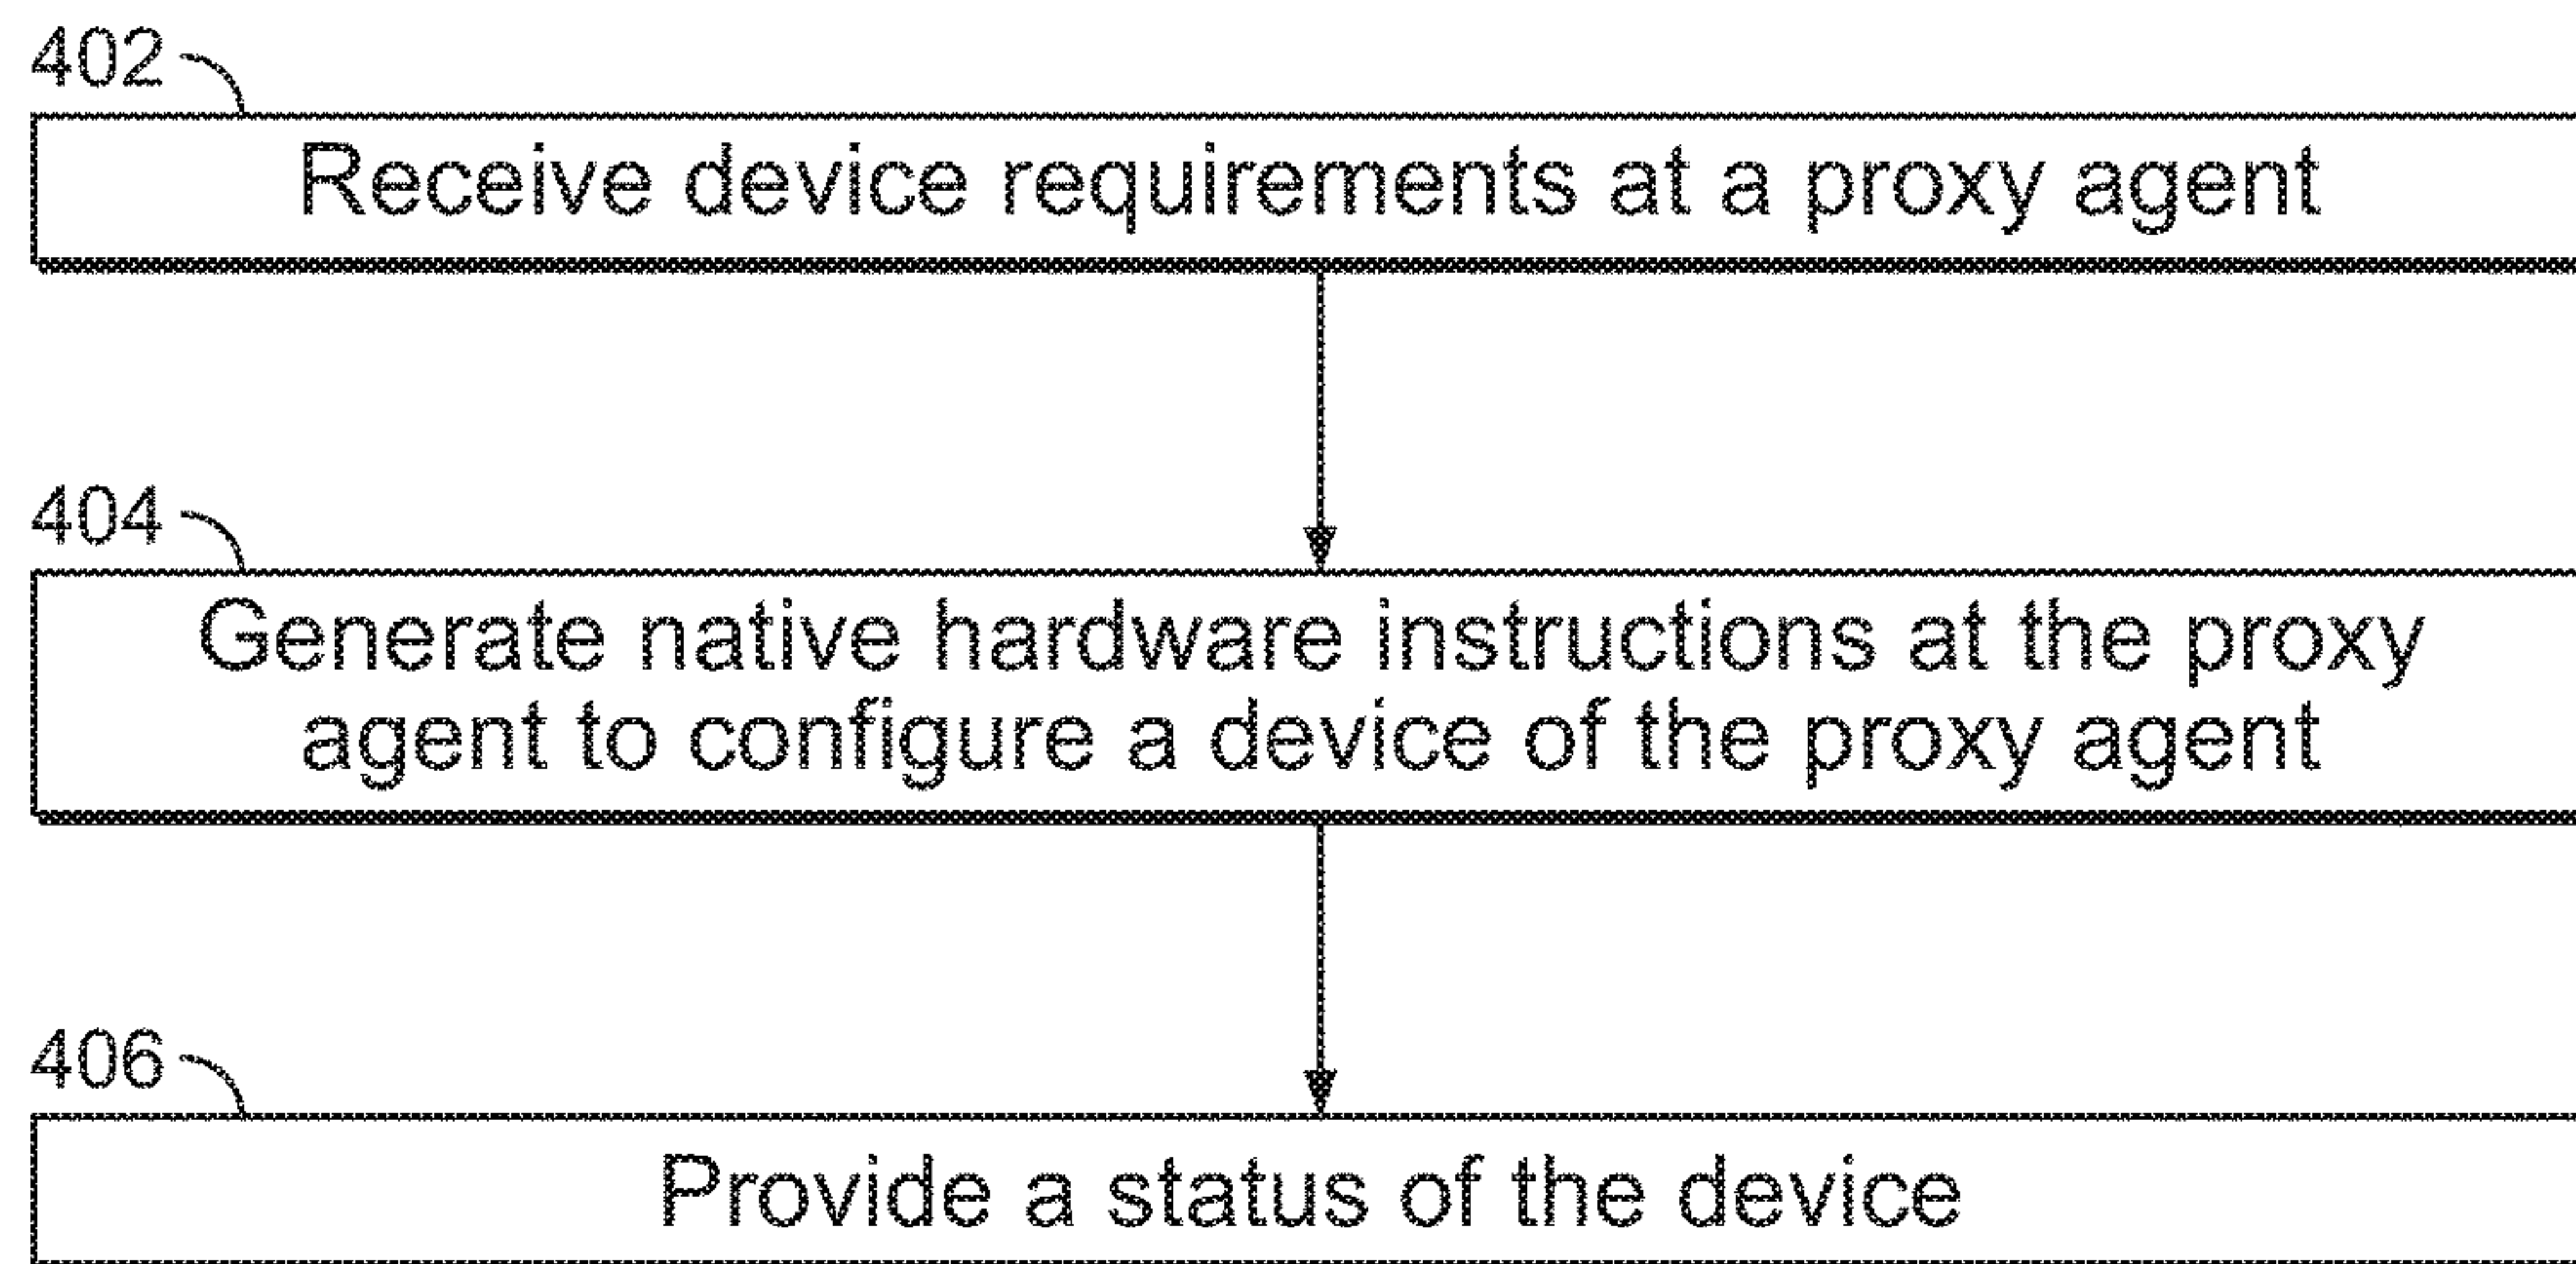 402
Receive device requirements at a proxy agent
404
Generate native hardware instructions at the proxy
agent to configure a device of the proxy agent
406
Provide a status of the device